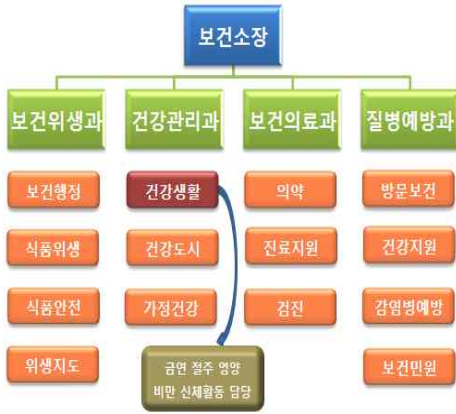 보건소장
보건위생과
건강관리과
보건의료과
질병예방과
보건행정
건강생활
의약
방문보건
식품위생
건강도시
진료지원
건강지원
식품안전
가정건강
검진
감염병예방
위생지도
금연 절주 영양
비만 신체활동 담당
보건민원